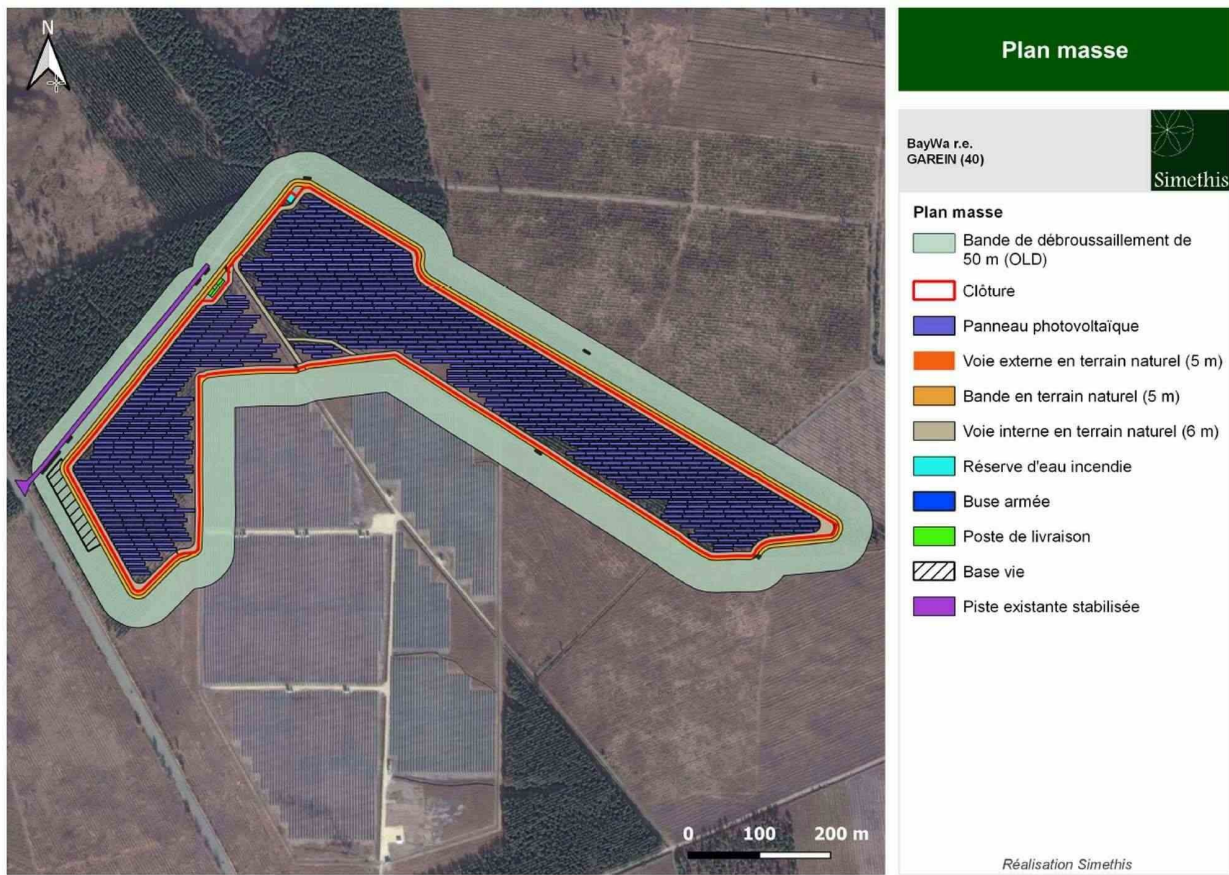 N
Plan masse
BayWa r.e.
GAREIN (40)
Simethis
Plan masse
Bande de débroussaillement de
50 m (OLD)
Clôture
Panneau photovoltaïque
Voie externe en terrain naturel (5 m)
Bande en terrain naturel (5 m)
Voie interne en terrain naturel (6 m)
Réserve d'eau incendie
Buse armée
Poste de livraison
Base vie
Piste existante stabilisée
0 100 200 m
Réalisation Simethis